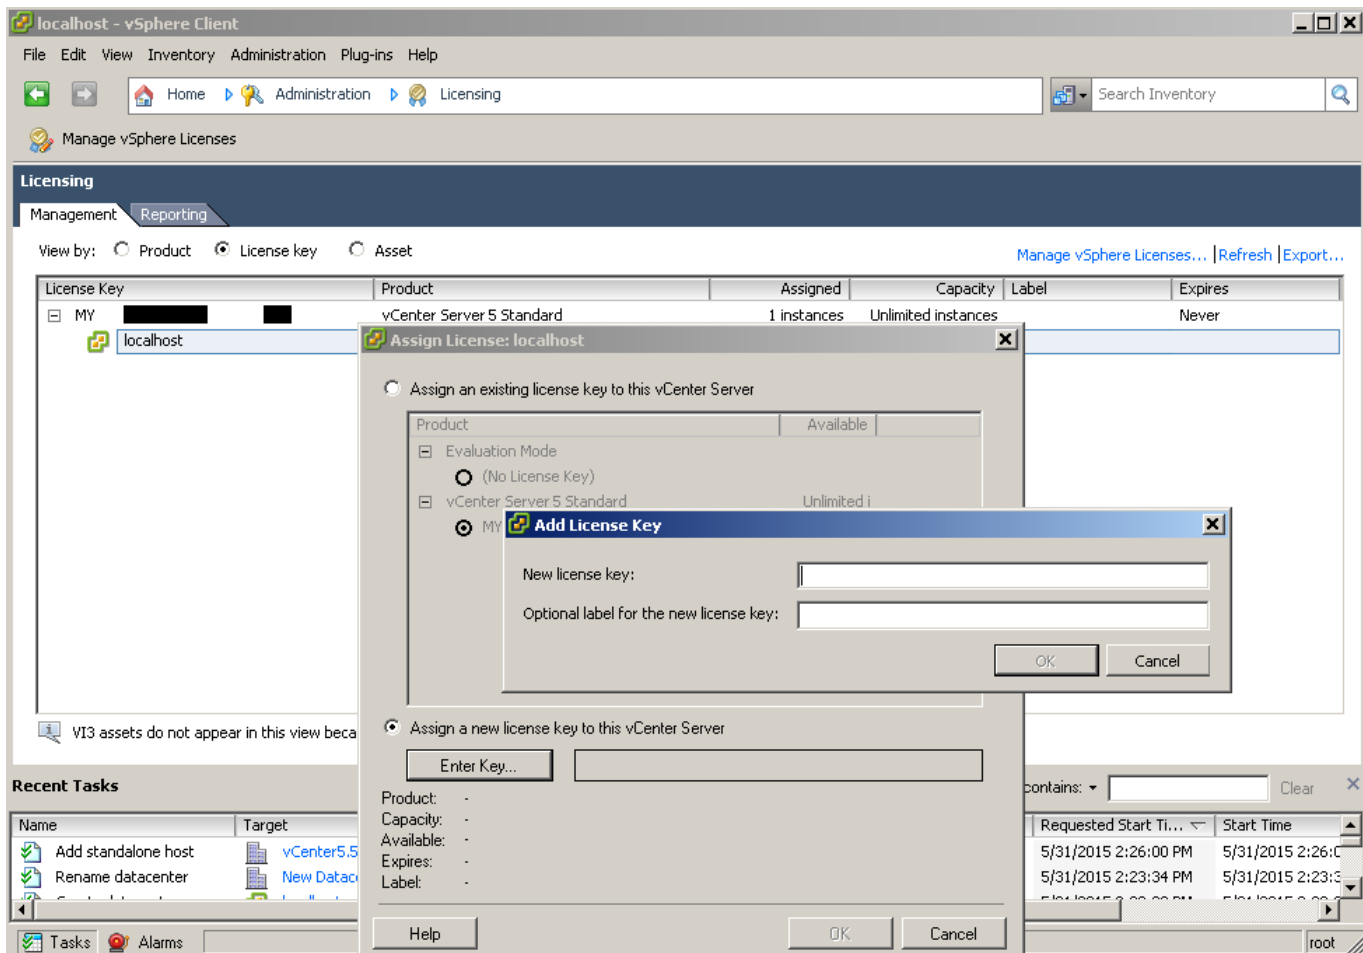 localhost - vSphere Client
File Edit View Inventory Administration Plug-ins Help
Home Administration Licensing
Search Inventory
Manage vSphere Licenses
Licensing
Management Reporting
View by: Product License key Asset
Manage vSphere Licenses... Refresh Export...
License Key Product Assigned Capacity Label Expires
MY vCenter Server 5 Standard 1 instances Unlimited instances Never
localhost
Assign License: localhost
Assign an existing license key to this vCenter Server
Product Available
Evaluation Mode
(No License Key)
vCenter Server 5 Standard Unlimited i
MY
Add License Key
New license key:
Optional label for the new license key:
OK Cancel
Assign a new license key to this vCenter Server
VI3 assets do not appear in this view beca
Enter Key...
Recent Tasks
contains: Clear
Product: -
Capacity: -
Available: -
Expires: -
Label: -
Name Target Requested Start Ti... Start Time
Add standalone host vCenter5.5 5/31/2015 2:26:00 PM 5/31/2015 2:26:0
Rename datacenter New Datac 5/31/2015 2:23:34 PM 5/31/2015 2:23:3
Help OK Cancel
Tasks Alarms root